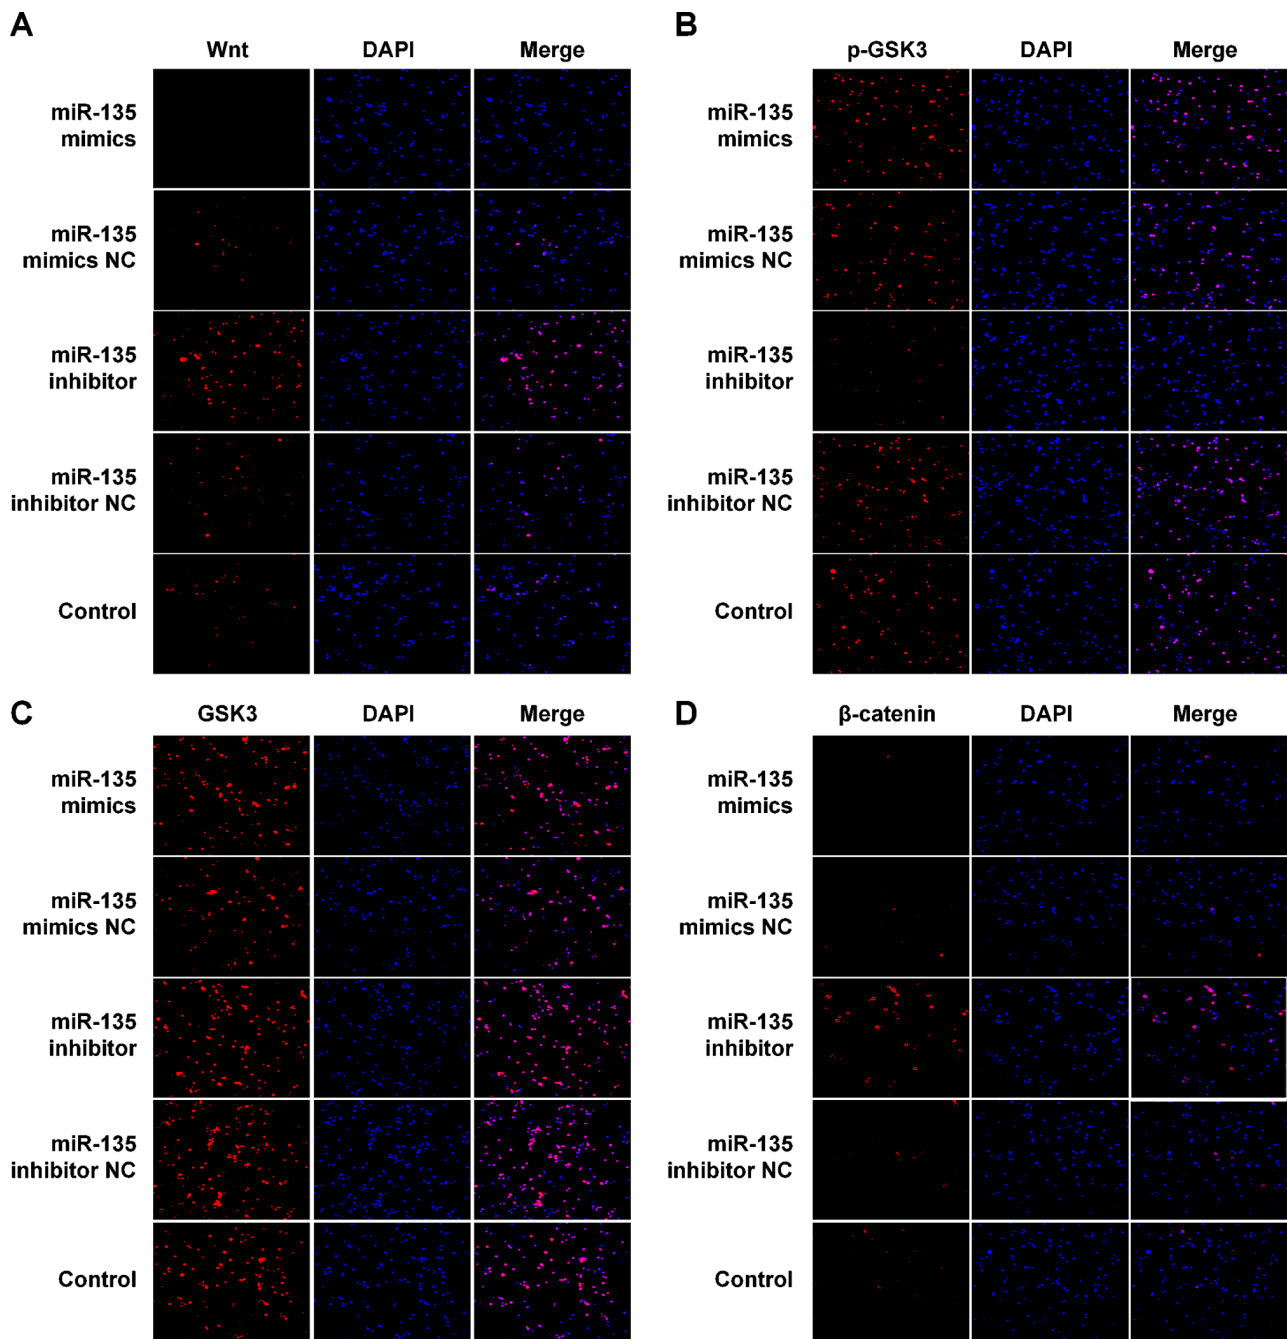 A
Wnt DAPI Merge
miR-135
mimics
miR-135
mimics NC
miR-135
inhibitor
miR-135
inhibitor NC
Control
B
p-GSK3 DAPI Merge
miR-135
mimics
miR-135
mimics NC
miR-135
inhibitor
miR-135
inhibitor NC
Control
C
GSK3 DAPI Merge
miR-135
mimics
miR-135
mimics NC
miR-135
inhibitor
miR-135
inhibitor NC
Control
D
β-catenin DAPI Merge
miR-135
mimics
miR-135
mimics NC
miR-135
inhibitor
miR-135
inhibitor NC
Control